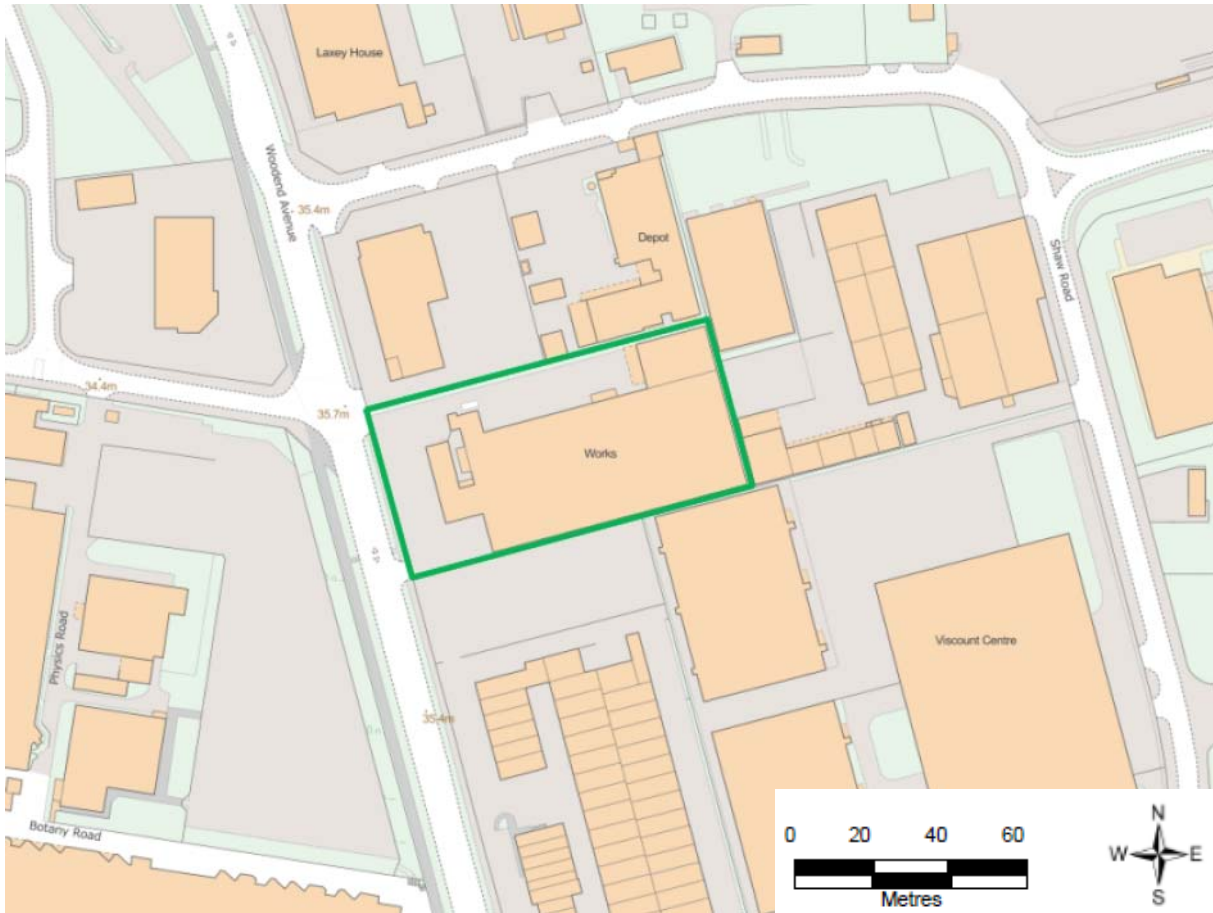 Laxey House
Woodend Avenue
35.4m
Depot
Shaw Road
34.4m
35.7m
Works
Physics Road
Viscount Centre
35.4m
Botany Road
0 20 40 60
Metres
N
W E
S